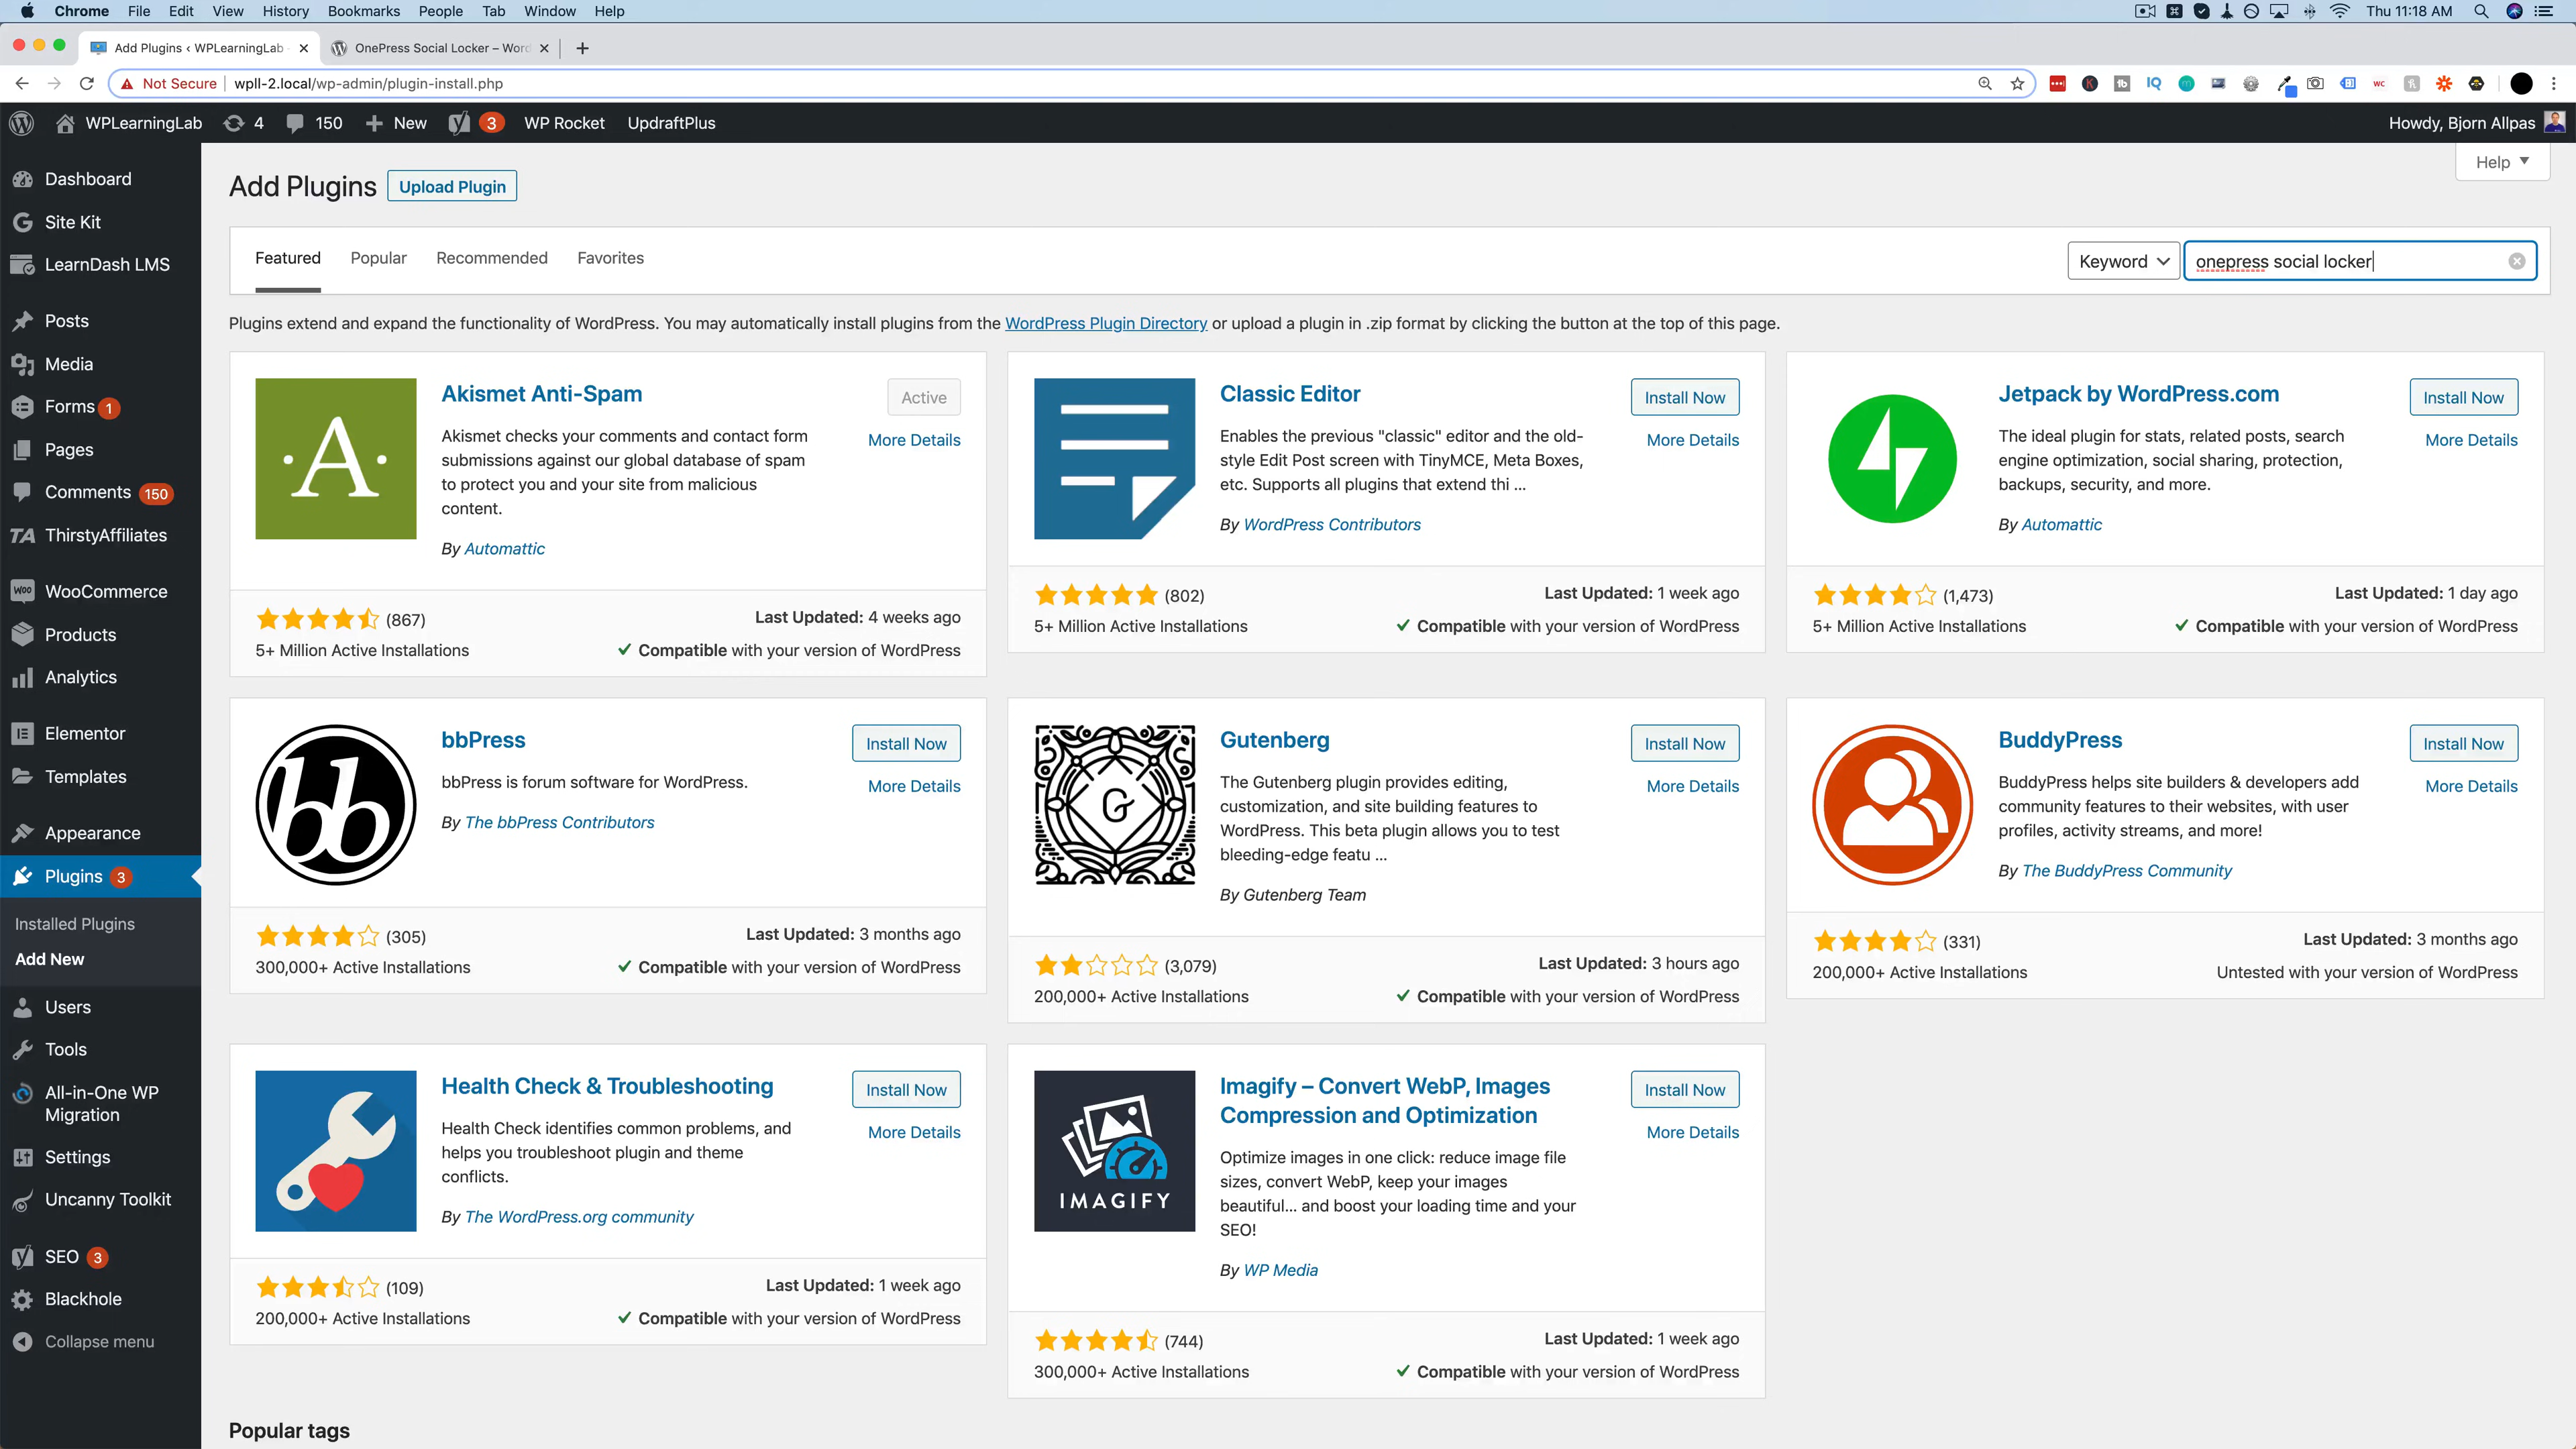 Chrome File Edit View History Bookmarks People Tab Window Help
Thu 11:18 AM
Add Plugins ‹ WPLearningLab
OnePress Social Locker – Word
Not Secure wpll-2.local/wp-admin/plugin-install.php
WPLearningLab 4 150 New 3 WP Rocket UpdraftPlus
Howdy, Bjorn Allpas
Dashboard
Site Kit
LearnDash LMS
Posts
Media
Forms 1
Pages
Comments 150
ThirstyAffiliates
WooCommerce
Products
Analytics
Elementor
Templates
Appearance
Plugins 3
Installed Plugins
Add New
Users
Tools
All-in-One WP
Migration
Settings
Uncanny Toolkit
SEO 3
Blackhole
Collapse menu
Help
Add Plugins Upload Plugin
Featured Popular Recommended Favorites
Keyword onepress social locker
Plugins extend and expand the functionality of WordPress. You may automatically install plugins from the WordPress Plugin Directory or upload a plugin in .zip format by clicking the button at the top of this page.
Akismet Anti-Spam
Active
More Details
Akismet checks your comments and contact form
submissions against our global database of spam
to protect you and your site from malicious
content.
By Automattic
(867)
Last Updated: 4 weeks ago
5+ Million Active Installations
Compatible with your version of WordPress
Classic Editor
Install Now
More Details
Enables the previous "classic" editor and the old-
style Edit Post screen with TinyMCE, Meta Boxes,
etc. Supports all plugins that extend thi ...
By WordPress Contributors
(802)
Last Updated: 1 week ago
5+ Million Active Installations
Compatible with your version of WordPress
Jetpack by WordPress.com
Install Now
More Details
The ideal plugin for stats, related posts, search
engine optimization, social sharing, protection,
backups, security, and more.
By Automattic
(1,473)
Last Updated: 1 day ago
5+ Million Active Installations
Compatible with your version of WordPress
bbPress
Install Now
More Details
bbPress is forum software for WordPress.
By The bbPress Contributors
(305)
Last Updated: 3 months ago
300,000+ Active Installations
Compatible with your version of WordPress
Gutenberg
Install Now
More Details
The Gutenberg plugin provides editing,
customization, and site building features to
WordPress. This beta plugin allows you to test
bleeding-edge featu ...
By Gutenberg Team
(3,079)
Last Updated: 3 hours ago
200,000+ Active Installations
Compatible with your version of WordPress
BuddyPress
Install Now
More Details
BuddyPress helps site builders & developers add
community features to their websites, with user
profiles, activity streams, and more!
By The BuddyPress Community
(331)
Last Updated: 3 months ago
200,000+ Active Installations
Untested with your version of WordPress
Health Check & Troubleshooting
Install Now
More Details
Health Check identifies common problems, and
helps you troubleshoot plugin and theme
conflicts.
By The WordPress.org community
(109)
Last Updated: 1 week ago
200,000+ Active Installations
Compatible with your version of WordPress
IMAGIFY
Imagify – Convert WebP, Images
Compression and Optimization
Install Now
More Details
Optimize images in one click: reduce image file
sizes, convert WebP, keep your images
beautiful... and boost your loading time and your
SEO!
By WP Media
(744)
Last Updated: 1 week ago
300,000+ Active Installations
Compatible with your version of WordPress
Popular tags